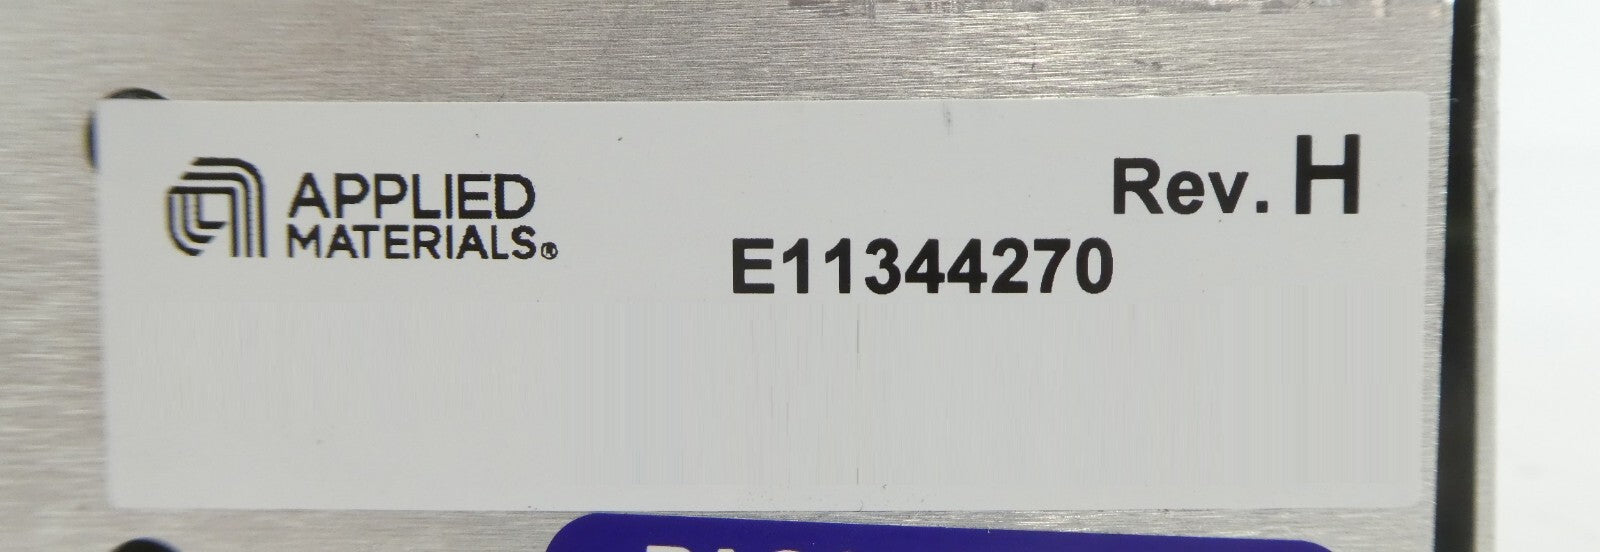 APPLIED
MATERIALS®
Rev. H
E11344270